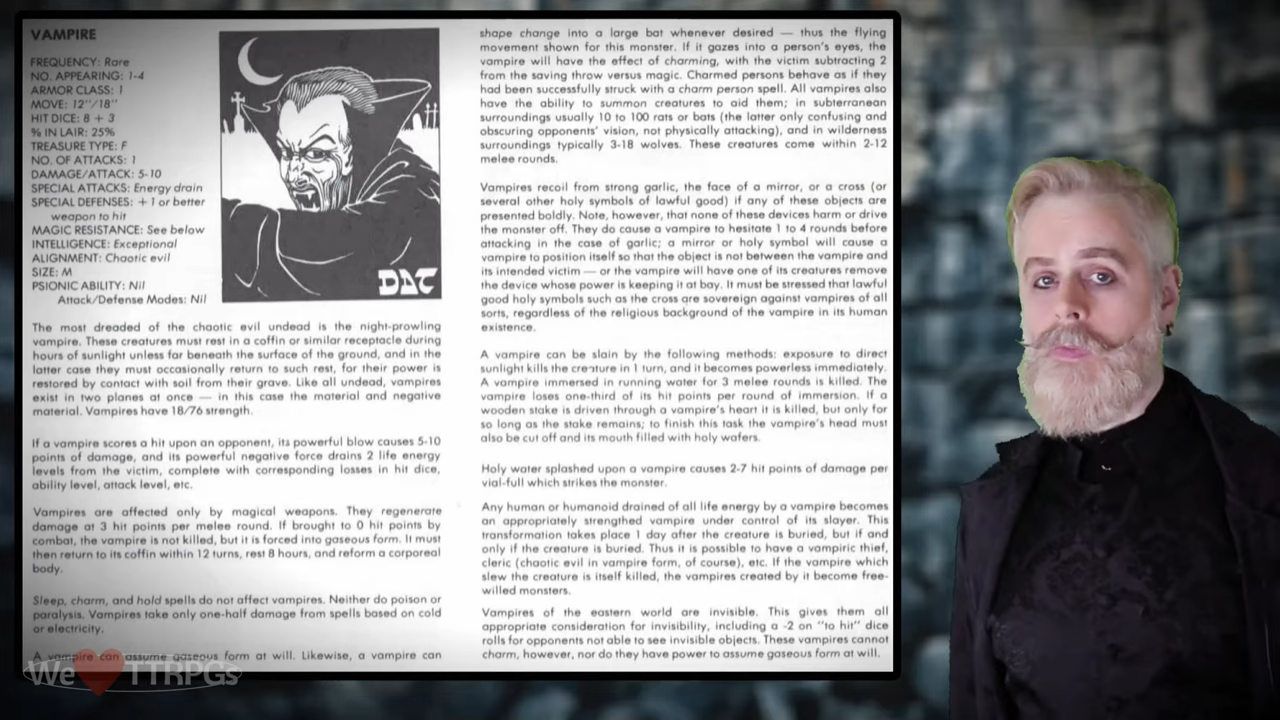 VAMPIRE
FREQUENCY: Rare
NO. APPEARING: 1-4
ARMOR CLASS: 1
MOVE: 12"/18"
HIT DICE: 8 + 3
% IN LAIR: 25%
TREASURE TYPE: F
NO. OF ATTACKS: 1
DAMAGE/ATTACK: 5-10
SPECIAL ATTACKS: Energy drain
SPECIAL DEFENSES: +1 or better
weapon to hit
MAGIC RESISTANCE: See below
INTELLIGENCE: Exceptional
ALIGNMENT: Chaotic evil
SIZE: M
PSIONIC ABILITY: Nil
Attack/Defense Modes: Nil
DAT
The most dreaded of the chaotic evil undead is the night-prowling
vampire. These creatures must rest in a coffin or similar receptacle during
hours of sunlight unless far beneath the surface of the ground, and in the
latter case they must occasionally return to such rest, for their power is
restored by contact with soil from their grave. Like all undead, vampires
exist in two planes at once — in this case the material and negative
material. Vampires have 18/76 strength.
If a vampire scores a hit upon an opponent, its powerful blow causes 5-10
points of damage, and its powerful negative force drains 2 life energy
levels from the victim, complete with corresponding losses in hit dice,
ability level, attack level, etc.
Vampires are affected only by magical weapons. They regenerate
damage at 3 hit points per melee round. If brought to 0 hit points by
combat, the vampire is not killed, but it is forced into gaseous form. It must
then return to its coffin within 12 turns, rest 8 hours, and reform a corporeal
body.
Sleep, charm, and hold spells do not affect vampires. Neither do poison or
paralysis. Vampires take only one-half damage from spells based on cold
or electricity.
A vampire can assume gaseous form at will. Likewise, a vampire can
shape change into a large bat whenever desired — thus the flying
movement shown for this monster. If it gazes into a person's eyes, the
vampire will have the effect of charming, with the victim subtracting 2
from the saving throw versus magic. Charmed persons behave as if they
had been successfully struck with a charm person spell. All vampires also
have the ability to summon creatures to aid them; in subterranean
surroundings usually 10 to 100 rats or bats (the latter only confusing and
obscuring opponents' vision, not physically attacking), and in wilderness
surroundings typically 3-18 wolves. These creatures come within 2-12
melee rounds.
Vampires recoil from strong garlic, the face of a mirror, or a cross (or
several other holy symbols of lawful good) if any of these objects are
presented boldly. Note, however, that none of these devices harm or drive
the monster off. They do cause a vampire to hesitate 1 to 4 rounds before
attacking in the case of garlic; a mirror or holy symbol will cause a
vampire to position itself so that the object is not between the vampire and
its intended victim — or the vampire will have one of its creatures remove
the device whose power is keeping it at bay. It must be stressed that lawful
good holy symbols such as the cross are sovereign against vampires of all
sorts, regardless of the religious background of the vampire in its human
existence.
A vampire can be slain by the following methods: exposure to direct
sunlight kills the creature in 1 turn, and it becomes powerless immediately.
A vampire immersed in running water for 3 melee rounds is killed. The
vampire loses one-third of its hit points per round of immersion. If a
wooden stake is driven through a vampire's heart it is killed, but only for
so long as the stake remains; to finish this task the vampire's head must
also be cut off and its mouth filled with holy wafers.
Holy water splashed upon a vampire causes 2-7 hit points of damage per
vial-full which strikes the monster.
Any human or humanoid drained of all life energy by a vampire becomes
an appropriately strengthed vampire under control of its slayer. This
transformation takes place 1 day after the creature is buried, but if and
only if the creature is buried. Thus it is possible to have a vampiric thief,
cleric (chaotic evil in vampire form, of course), etc. If the vampire which
slew the creature is itself killed, the vampires created by it become free-
willed monsters.
Vampires of the eastern world are invisible. This gives them all
appropriate consideration for invisibility, including a -2 on "to hit" dice
rolls for opponents not able to see invisible objects. These vampires cannot
charm, however, nor do they have power to assume gaseous form at will.
We TTRPGs